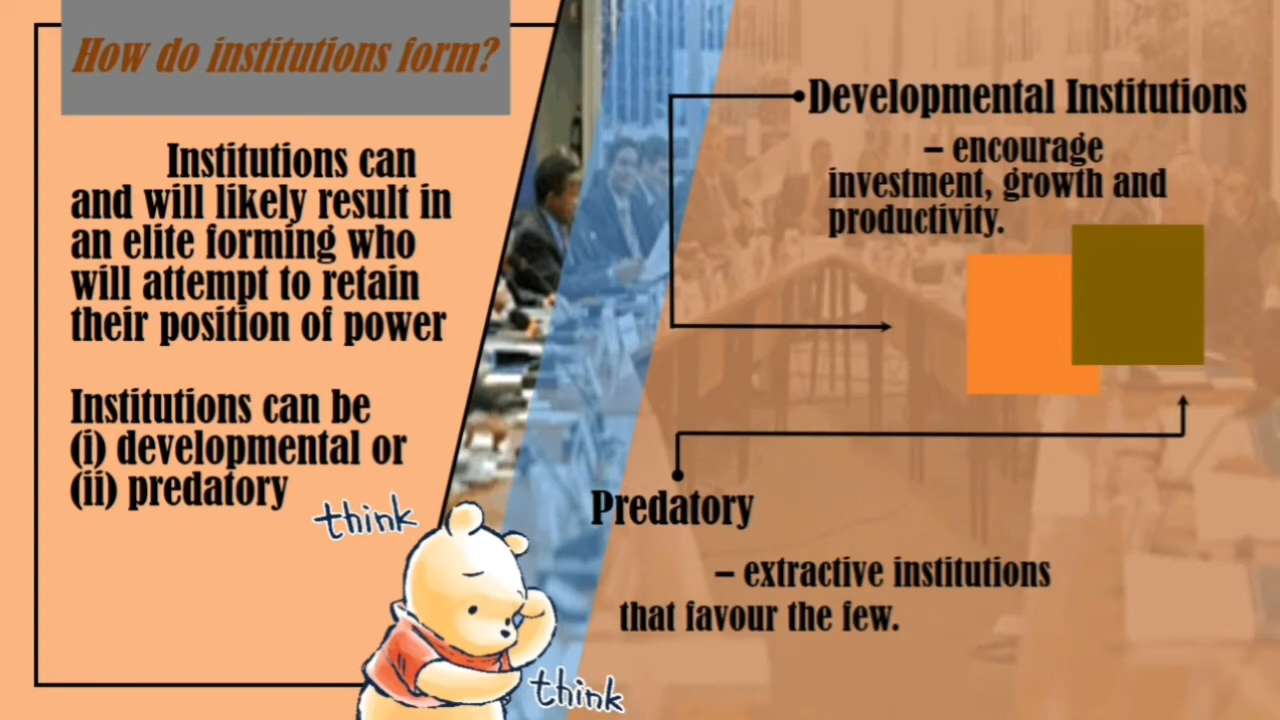 How do institutions form?
Institutions can
and will likely result in
an elite forming who
will attempt to retain
their position of power
Institutions can be
(i) developmental or
(ii) predatory
think
think
Developmental Institutions
– encourage
investment, growth and
productivity.
Predatory
– extractive institutions
that favour the few.